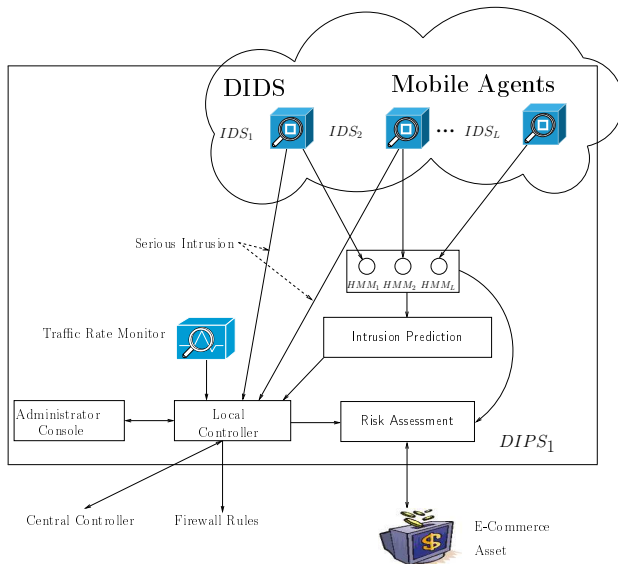 DIDS
Mobile Agents
IDS1
IDS2
...
IDSL
Serious Intrusion
HMM1
HMM2
HMML
Traffic Rate Monitor
Intrusion Prediction
Administrator
Console
Local
Controller
Risk Assessment
DIPS1
Central Controller
Firewall Rules
$
E-Commerce
Asset